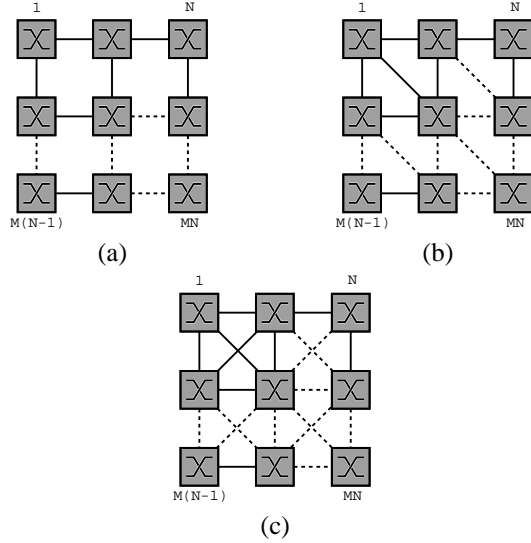 1 N 1 N
M(N-1) MN M(N-1) MN
(a) (b)
1 N
M(N-1) MN
(c)